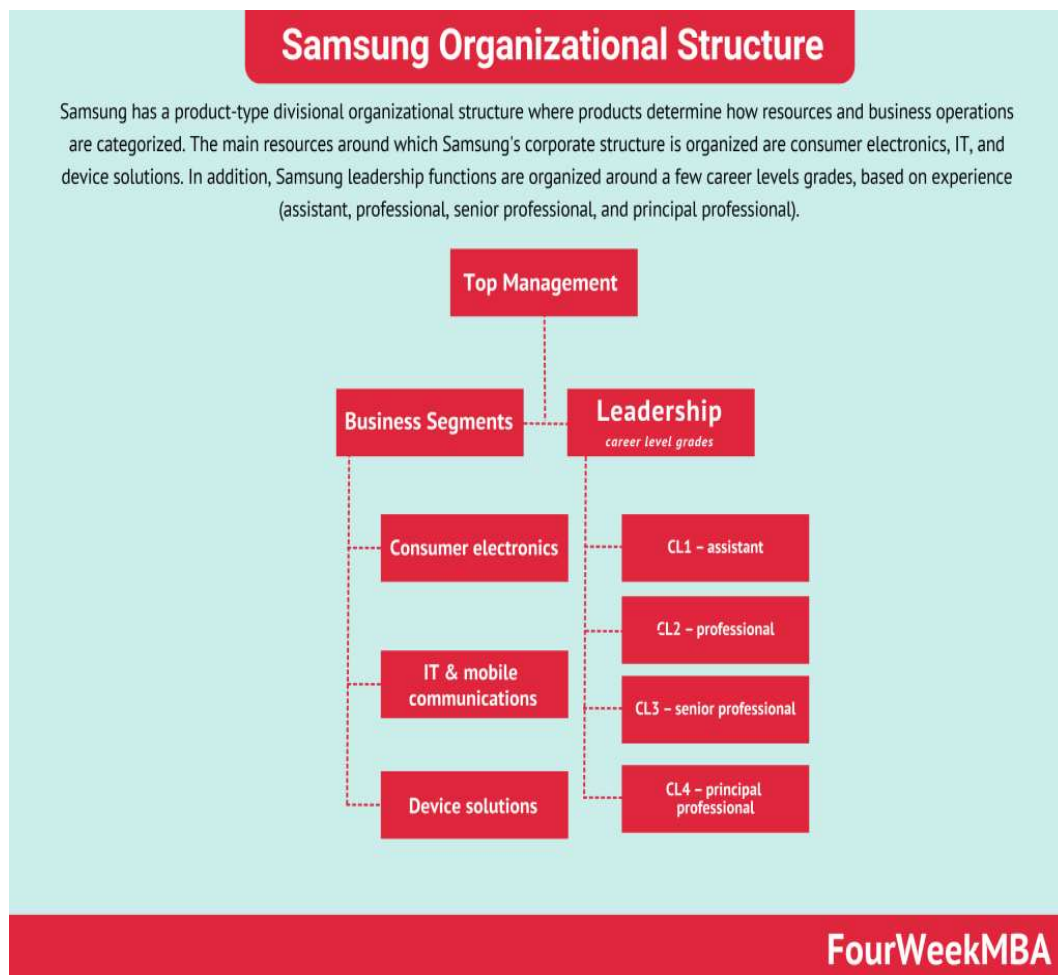 Samsung Organizational Structure
Samsung has a product-type divisional organizational structure where products determine how resources and business operations
are categorized. The main resources around which Samsung's corporate structure is organized are consumer electronics, IT, and
device solutions. In addition, Samsung leadership functions are organized around a few career levels grades, based on experience
(assistant, professional, senior professional, and principal professional).
Top Management
Business Segments
Leadership
career level grades
Consumer electronics
CL1 – assistant
CL2 – professional
IT & mobile
communications
CL3 – senior professional
Device solutions
CL4 – principal
professional
FourWeekMBA